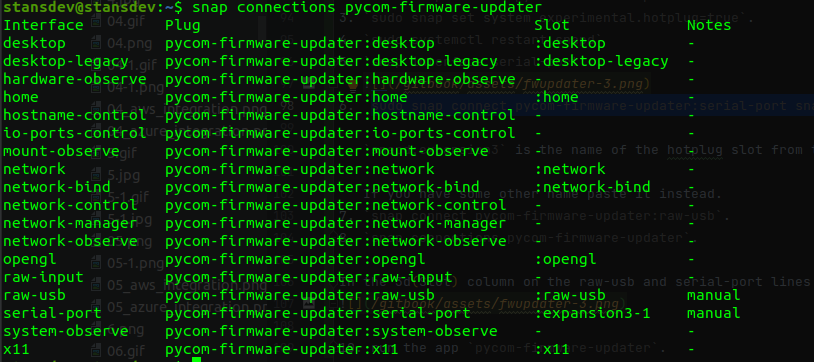 stansdev@stansdev:~$ snap connections pycom-firmware-updater
Interface Plug Slot Notes
desktop pycom-firmware-updater:desktop :desktop -
desktop-legacy pycom-firmware-updater:desktop-legacy :desktop-legacy -
hardware-observe pycom-firmware-updater:hardware-observe - -
home pycom-firmware-updater:home :home -
hostname-control pycom-firmware-updater:hostname-control - -
io-ports-control pycom-firmware-updater:io-ports-control - -
mount-observe pycom-firmware-updater:mount-observe - -
network pycom-firmware-updater:network :network -
network-bind pycom-firmware-updater:network-bind :network-bind -
network-control pycom-firmware-updater:network-control - -
network-manager pycom-firmware-updater:network-manager - -
network-observe pycom-firmware-updater:network-observe - -
opengl pycom-firmware-updater:opengl :opengl -
raw-input pycom-firmware-updater:raw-input - -
raw-usb pycom-firmware-updater:raw-usb :raw-usb manual
serial-port pycom-firmware-updater:serial-port :expansion3-1 manual
system-observe pycom-firmware-updater:system-observe - -
x11 pycom-firmware-updater:x11 :x11 -